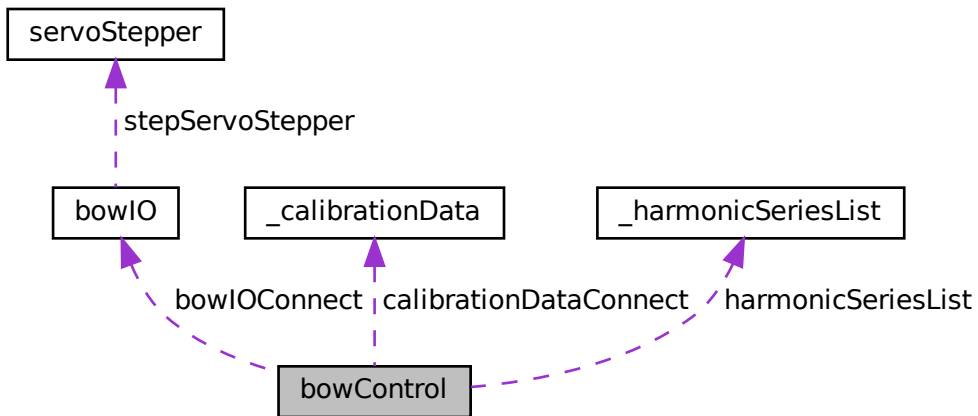 servoStepper
stepServoStepper
bowIO
_calibrationData
_harmonicSeriesList
bowIOConnect
calibrationDataConnect
harmonicSeriesList
bowControl